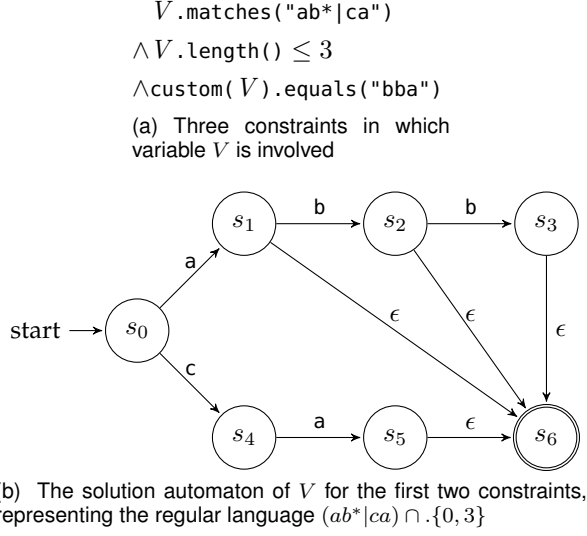 V.matches("ab*|ca")
∧ V.length() ≤ 3
∧custom(V).equals("bba")
(a) Three constraints in which
variable V is involved
b
b
s1
s2
s3
a
ϵ
ϵ
ϵ
start
s0
c
a
ϵ
s4
s5
s6
(b) The solution automaton of V for the first two constraints,
representing the regular language (ab*|ca) ∩ .{0, 3}